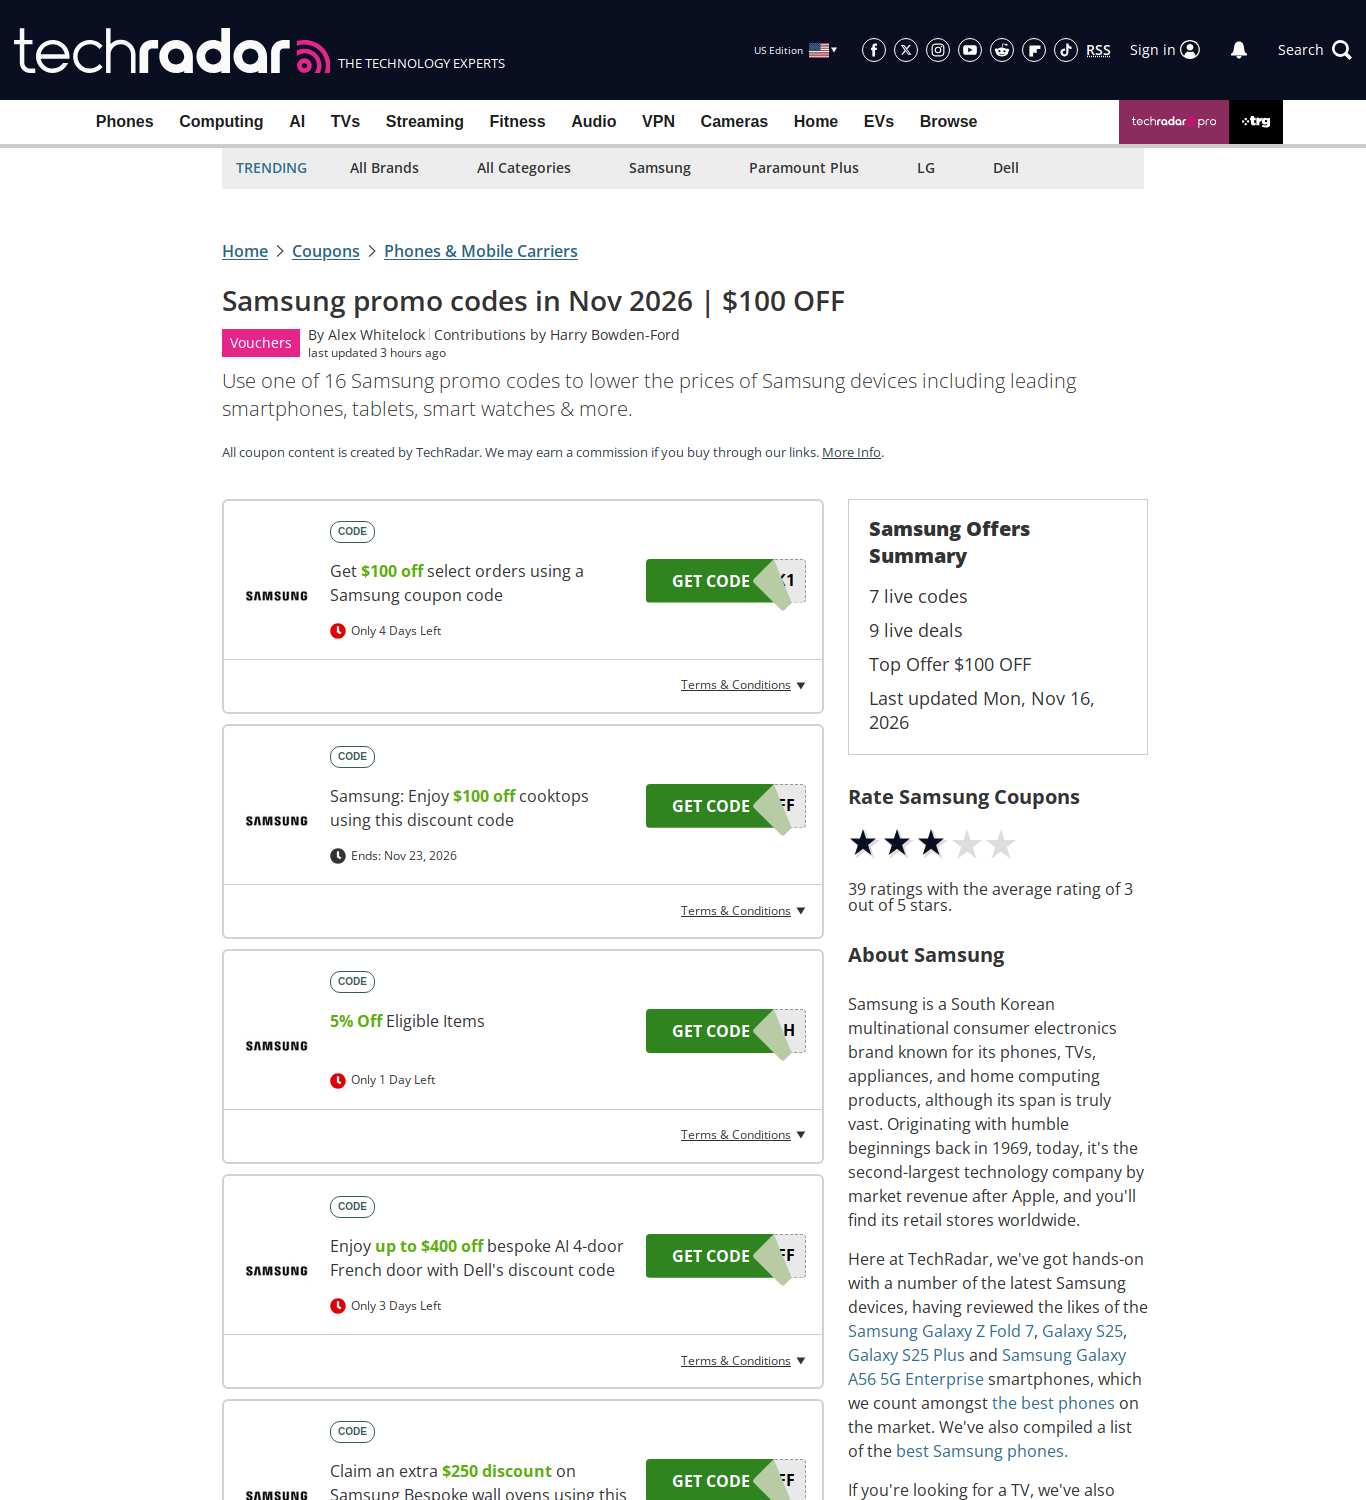 techradar THE TECHNOLOGY EXPERTS
US Edition
RSS
Sign in
Search
Phones Computing AI TVs Streaming Fitness Audio VPN Cameras Home EVs Browse
techradar pro
trg
TRENDING All Brands All Categories Samsung Paramount Plus LG Dell
Home > Coupons > Phones & Mobile Carriers
Samsung promo codes in Nov 2026 | $100 OFF
Vouchers
By Alex Whitelock | Contributions by Harry Bowden-Ford
last updated 3 hours ago
Use one of 16 Samsung promo codes to lower the prices of Samsung devices including leading
smartphones, tablets, smart watches & more.
All coupon content is created by TechRadar. We may earn a commission if you buy through our links. More Info.
CODE
SAMSUNG
Get $100 off select orders using a
Samsung coupon code
Only 4 Days Left
GET CODE
Terms & Conditions
CODE
SAMSUNG
Samsung: Enjoy $100 off cooktops
using this discount code
Ends: Nov 23, 2026
GET CODE
Terms & Conditions
CODE
SAMSUNG
5% Off Eligible Items
Only 1 Day Left
GET CODE
H
Terms & Conditions
CODE
SAMSUNG
Enjoy up to $400 off bespoke AI 4-door
French door with Dell's discount code
Only 3 Days Left
GET CODE
Terms & Conditions
CODE
SAMSUNG
Claim an extra $250 discount on
Samsung Bespoke wall ovens using this
GET CODE
Samsung Offers
Summary
7 live codes
9 live deals
Top Offer $100 OFF
Last updated Mon, Nov 16,
2026
Rate Samsung Coupons
39 ratings with the average rating of 3
out of 5 stars.
About Samsung
Samsung is a South Korean
multinational consumer electronics
brand known for its phones, TVs,
appliances, and home computing
products, although its span is truly
vast. Originating with humble
beginnings back in 1969, today, it's the
second-largest technology company by
market revenue after Apple, and you'll
find its retail stores worldwide.
Here at TechRadar, we've got hands-on
with a number of the latest Samsung
devices, having reviewed the likes of the
Samsung Galaxy Z Fold 7, Galaxy S25,
Galaxy S25 Plus and Samsung Galaxy
A56 5G Enterprise smartphones, which
we count amongst the best phones on
the market. We've also compiled a list
of the best Samsung phones.
If you're looking for a TV, we've also